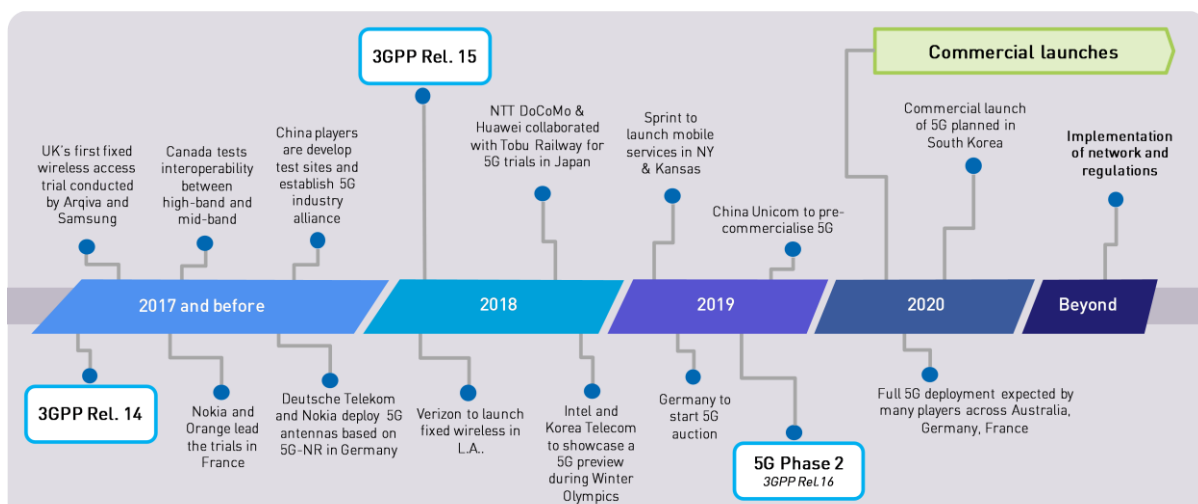 3GPP Rel. 15
Commercial launches
UK's first fixed
wireless access
trial conducted
by Arqiva and
Samsung
Canada tests
interoperability
between
high-band and
mid-band
China players
are develop
test sites and
establish 5G
industry
alliance
NTT DoCoMo &
Huawei collaborated
with Tobu Railway for
5G trials in Japan
Sprint to
launch mobile
services in NY
& Kansas
China Unicom to pre-
commercialise 5G
Commercial launch
of 5G planned in
South Korea
Implementation
of network and
regulations
2017 and before
2018
2019
2020
Beyond
3GPP Rel. 14
Nokia and
Orange lead
the trials in
France
Deutsche Telekom
and Nokia deploy 5G
antennas based on
5G-NR in Germany
Verizon to launch
fixed wireless in
L.A..
Intel and
Korea Telecom
to showcase a
5G preview
during Winter
Olympics
Germany to
start 5G
auction
5G Phase 2
3GPP Rel.16
Full 5G deployment expected by
many players across Australia,
Germany, France